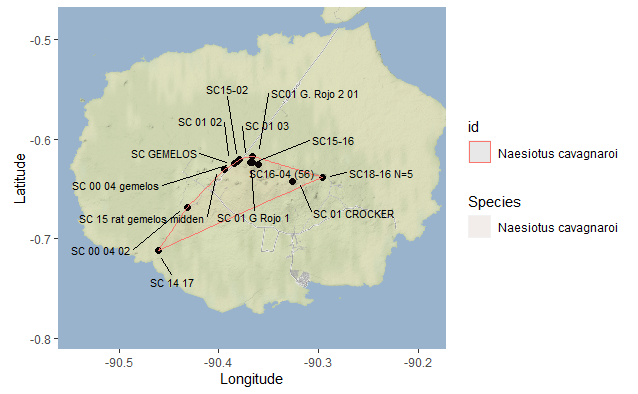 -0.5
-0.6
-0.7
-0.8
Latitude
SC15-02
SC01 G. Rojo 2 01
SC 01 02
SC 01 03
SC15-16
SC GEMELOS
SC16-04 (56)
SC18-16 N=5
SC 00 04 gemelos
SC 15 rat gemelos midden
SC 01 G Rojo 1
SC 01 CROCKER
SC 00 04 02
SC 14 17
-90.5
-90.4
-90.3
-90.2
Longitude
id
Naesiotus cavagnaroi
Species
Naesiotus cavagnaroi